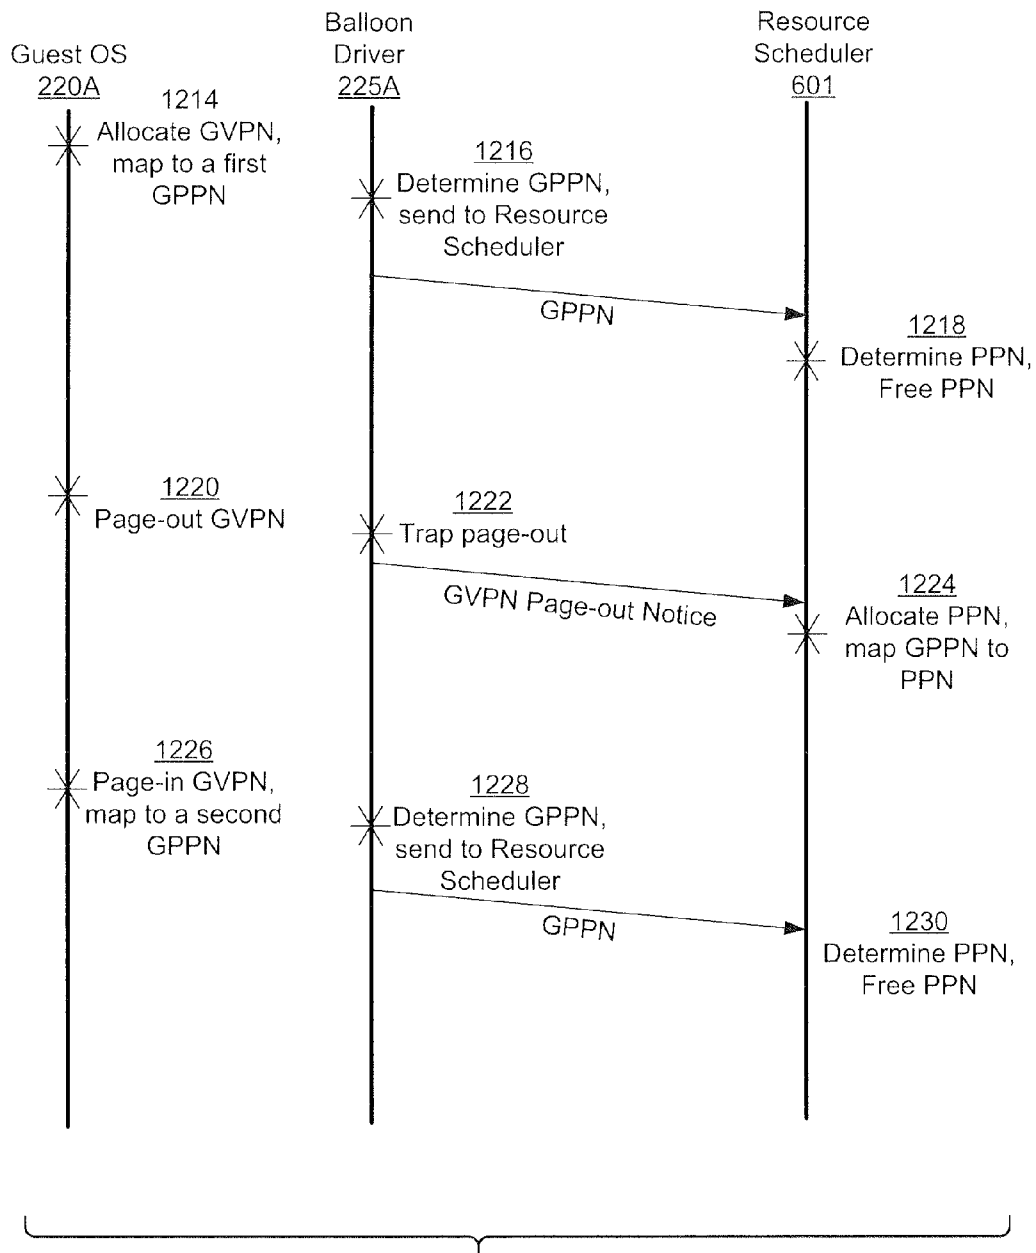 Guest OS
220A
Balloon
Driver
225A
Resource
Scheduler
601
1214
Allocate GVPN,
map to a first
GPPN
1216
Determine GPPN,
send to Resource
Scheduler
GPPN
1218
Determine PPN,
Free PPN
1220
Page-out GVPN
1222
Trap page-out
GVPN Page-out Notice
1224
Allocate PPN,
map GPPN to
PPN
1226
Page-in GVPN,
map to a second
GPPN
1228
Determine GPPN,
send to Resource
Scheduler
GPPN
1230
Determine PPN,
Free PPN